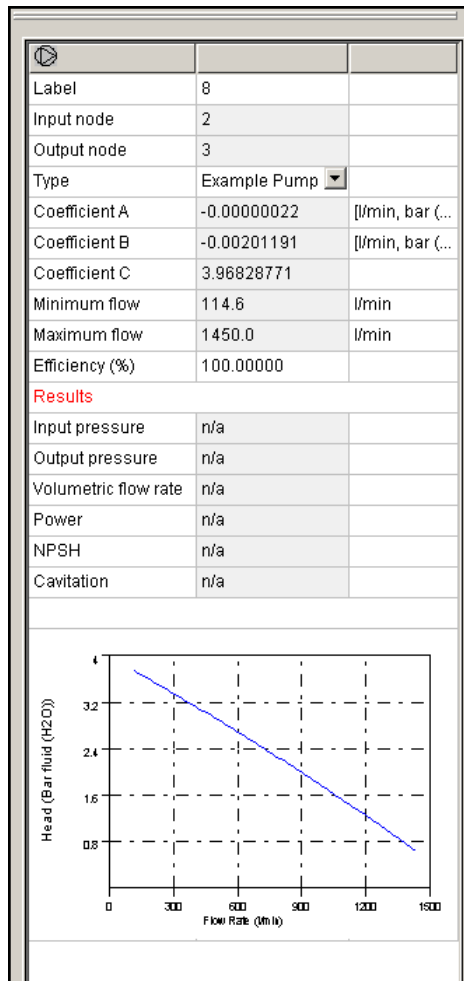 Label 8
Input node 2
Output node 3
Type Example Pump
Coefficient A -0.00000022 [l/min, bar (...
Coefficient B -0.00201191 [l/min, bar (...
Coefficient C 3.96828771
Minimum flow 114.6 l/min
Maximum flow 1450.0 l/min
Efficiency (%) 100.00000
Results
Input pressure n/a
Output pressure n/a
Volumetric flow rate n/a
Power n/a
NPSH n/a
Cavitation n/a
Head (Bar fluid (H2O))
4
3.2
2.4
1.6
0.8
0 300 600 900 1200 1500
Flow Rate (l/min)